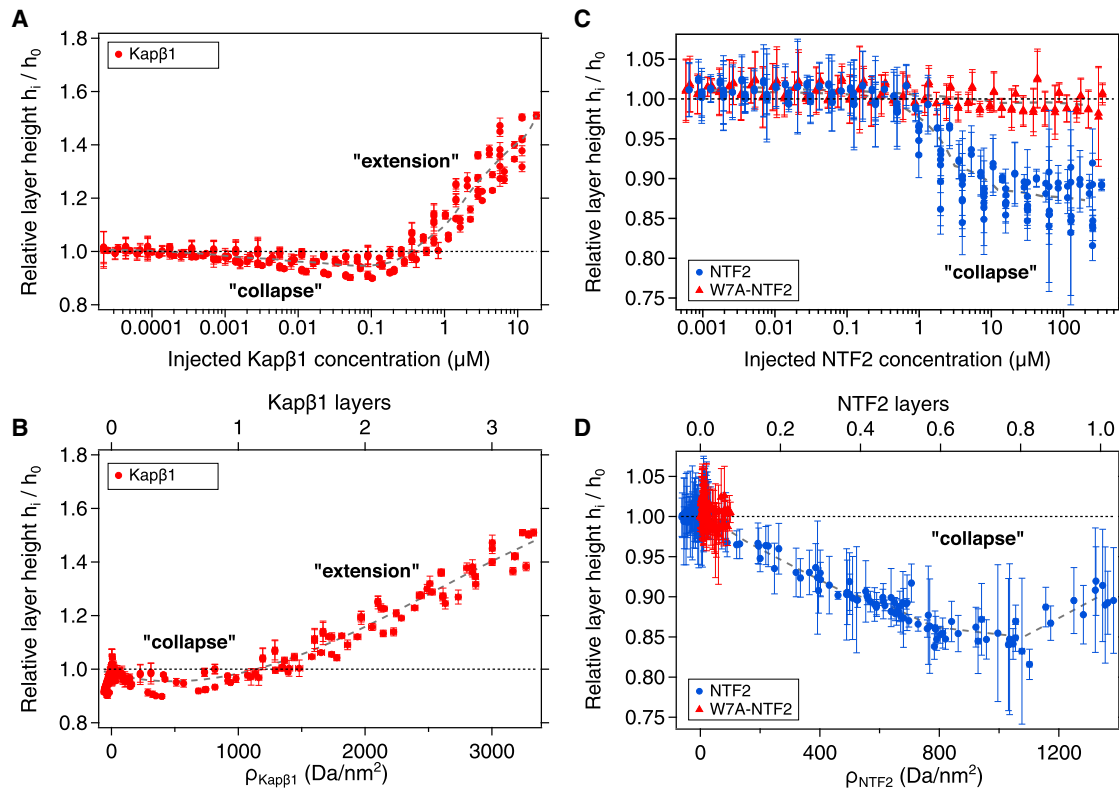 A
Relative layer height hi / h0
1.8
1.6
1.4
1.2
1.0
0.8
Kapβ1
"extension"
"collapse"
0.0001 0.001 0.01 0.1 1 10
Injected Kapβ1 concentration (µM)
C
Relative layer height hi / h0
1.05
1.00
0.95
0.90
0.85
0.80
0.75
"collapse"
NTF2
W7A-NTF2
0.001 0.01 0.1 1 10 100
Injected NTF2 concentration (µM)
B
Kapβ1 layers
0 1 2 3
Relative layer height hi / h0
1.8
1.6
1.4
1.2
1.0
0.8
Kapβ1
"extension"
"collapse"
0 1000 2000 3000
ρKapβ1 (Da/nm2)
D
NTF2 layers
0.0 0.2 0.4 0.6 0.8 1.0
Relative layer height hi / h0
1.05
1.00
0.95
0.90
0.85
0.80
0.75
"collapse"
NTF2
W7A-NTF2
0 400 800 1200
ρNTF2 (Da/nm2)